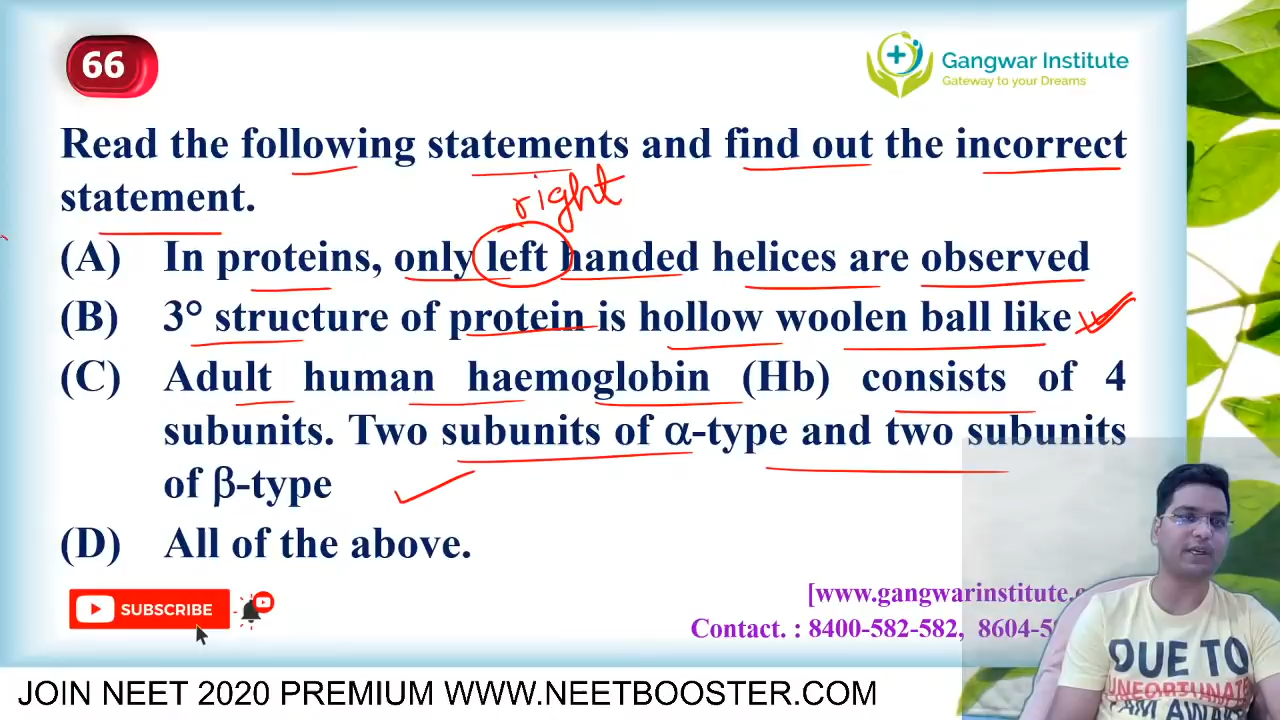 66
Gangwar Institute
Gateway to your Dreams
Read the following statements and find out the incorrect
statement.
right
(A) In proteins, only left handed helices are observed
(B) 3° structure of protein is hollow woolen ball like
(C) Adult human haemoglobin (Hb) consists of 4
subunits. Two subunits of α-type and two subunits
of β-type
(D) All of the above.
SUBSCRIBE
[www.gangwarinstitute.
Contact. : 8400-582-582, 8604-
DUE TO
UNFORTUNATE
I AM AWA
JOIN NEET 2020 PREMIUM WWW.NEETBOOSTER.COM